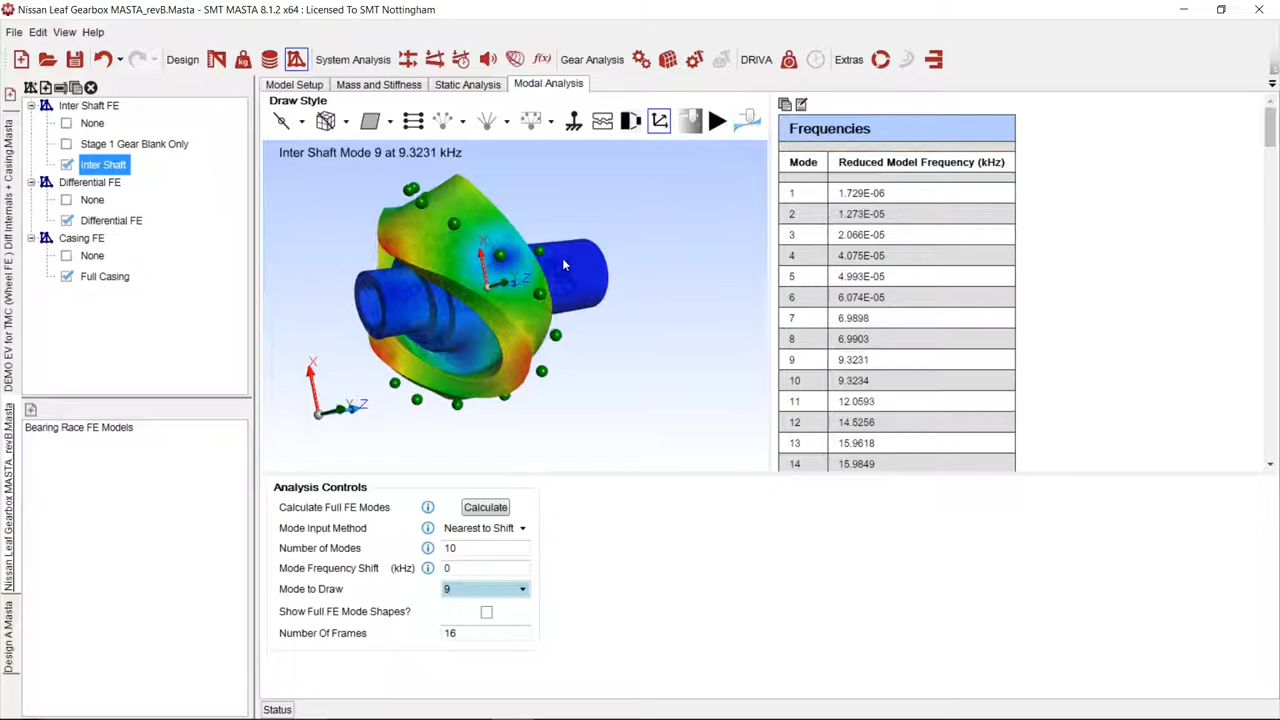 Nissan Leaf Gearbox MASTA_revB.Masta - SMT MASTA 8.1.2 x64 : Licensed To SMT Nottingham
File Edit View Help
Design System Analysis f(x) Gear Analysis DRIVA Extras
Model Setup Mass and Stiffness Static Analysis Modal Analysis
Draw Style
Inter Shaft FE
None
Stage 1 Gear Blank Only
Inter Shaft
Differential FE
None
Differential FE
Casing FE
None
Full Casing
DEMO EV for TMC (Wheel FE ) Diff Internals + Casing.Masta
Nissan Leaf Gearbox MASTA_revB.Masta
Design A.Masta
Bearing Race FE Models
Inter Shaft Mode 9 at 9.3231 kHz
X
Y Z
X
Y Z
Frequencies
Mode Reduced Model Frequency (kHz)
1 1.729E-06
2 1.273E-05
3 2.066E-05
4 4.075E-05
5 4.993E-05
6 6.074E-05
7 6.9898
8 6.9903
9 9.3231
10 9.3234
11 12.0593
12 14.5256
13 15.9618
14 15.9849
Analysis Controls
Calculate Full FE Modes Calculate
Mode Input Method Nearest to Shift
Number of Modes 10
Mode Frequency Shift (kHz) 0
Mode to Draw 9
Show Full FE Mode Shapes?
Number Of Frames 16
Status